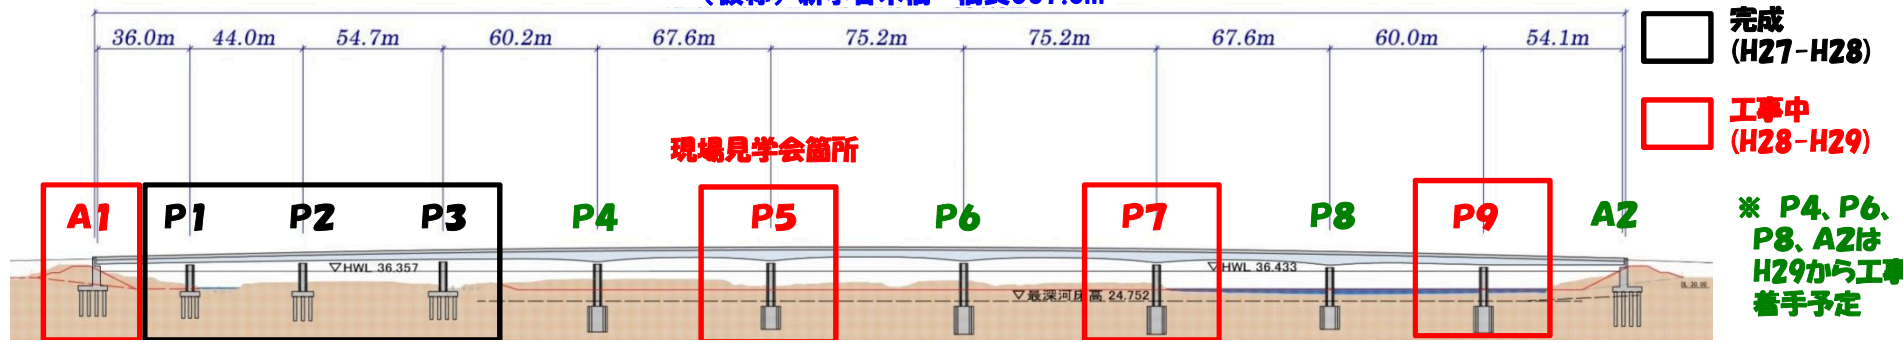 36.0m 44.0m 54.7m 60.2m 67.6m 75.2m 75.2m 67.6m 60.0m 54.1m
完成
(H27-H28)
工事中
(H28-H29)
現場見学会箇所
A1 P1 P2 P3 P4 P5 P6 P7 P8 P9 A2
※ P4、P6、
P8、A2は
H29から工事
着手予定
▽HWL 36.357
▽HWL 36.433
▽最深河床高 24.752